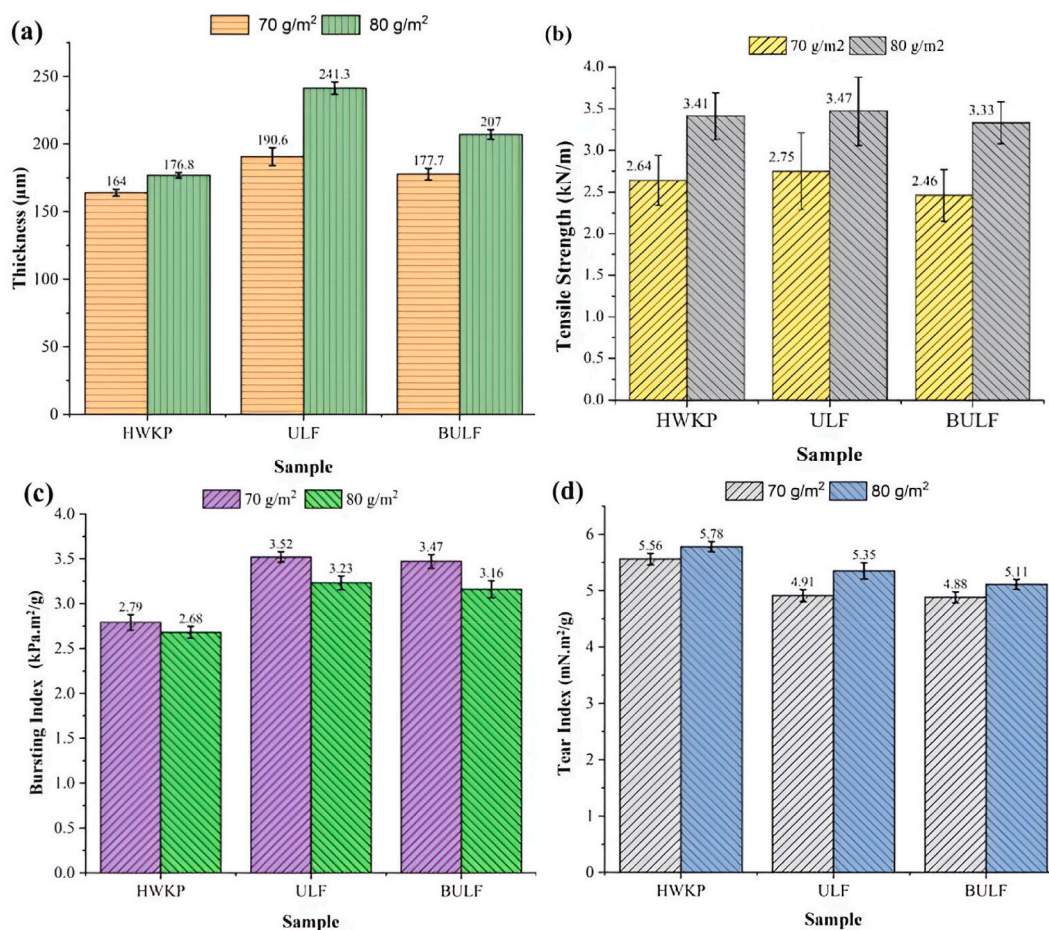 (a)
70 g/m² 80 g/m²
Thickness (μm)
250
200
150
100
50
0
164
176.8
190.6
241.3
177.7
207
HWKP ULF BULF
Sample
(b)
70 g/m2 80 g/m2
Tensile Strength (kN/m)
4.0
3.5
3.0
2.5
2.0
1.5
1.0
0.5
0.0
2.64
3.41
2.75
3.47
2.46
3.33
HWKP ULF BULF
Sample
(c)
70 g/m² 80 g/m²
Bursting Index (kPa.m²/g)
4.0
3.5
3.0
2.5
2.0
1.5
1.0
0.5
0.0
2.79
2.68
3.52
3.23
3.47
3.16
HWKP ULF BULF
Sample
(d)
70 g/m² 80 g/m²
Tear Index (mN.m²/g)
6
5
4
3
2
1
0
5.56
5.78
4.91
5.35
4.88
5.11
HWKP ULF BULF
Sample